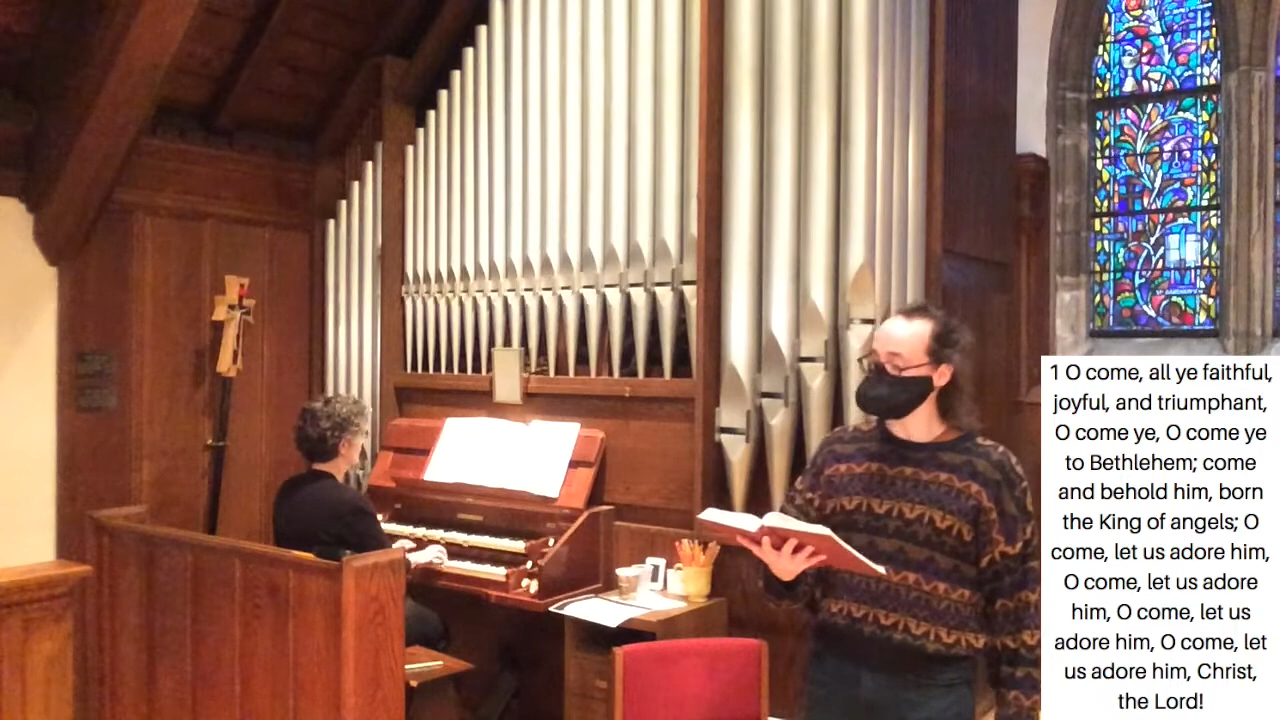 1 O come, all ye faithful,
joyful, and triumphant,
O come ye, O come ye
to Bethlehem; come
and behold him, born
the King of angels; O
come, let us adore him,
O come, let us adore
him, O come, let us
adore him, O come, let
us adore him, Christ,
the Lord!